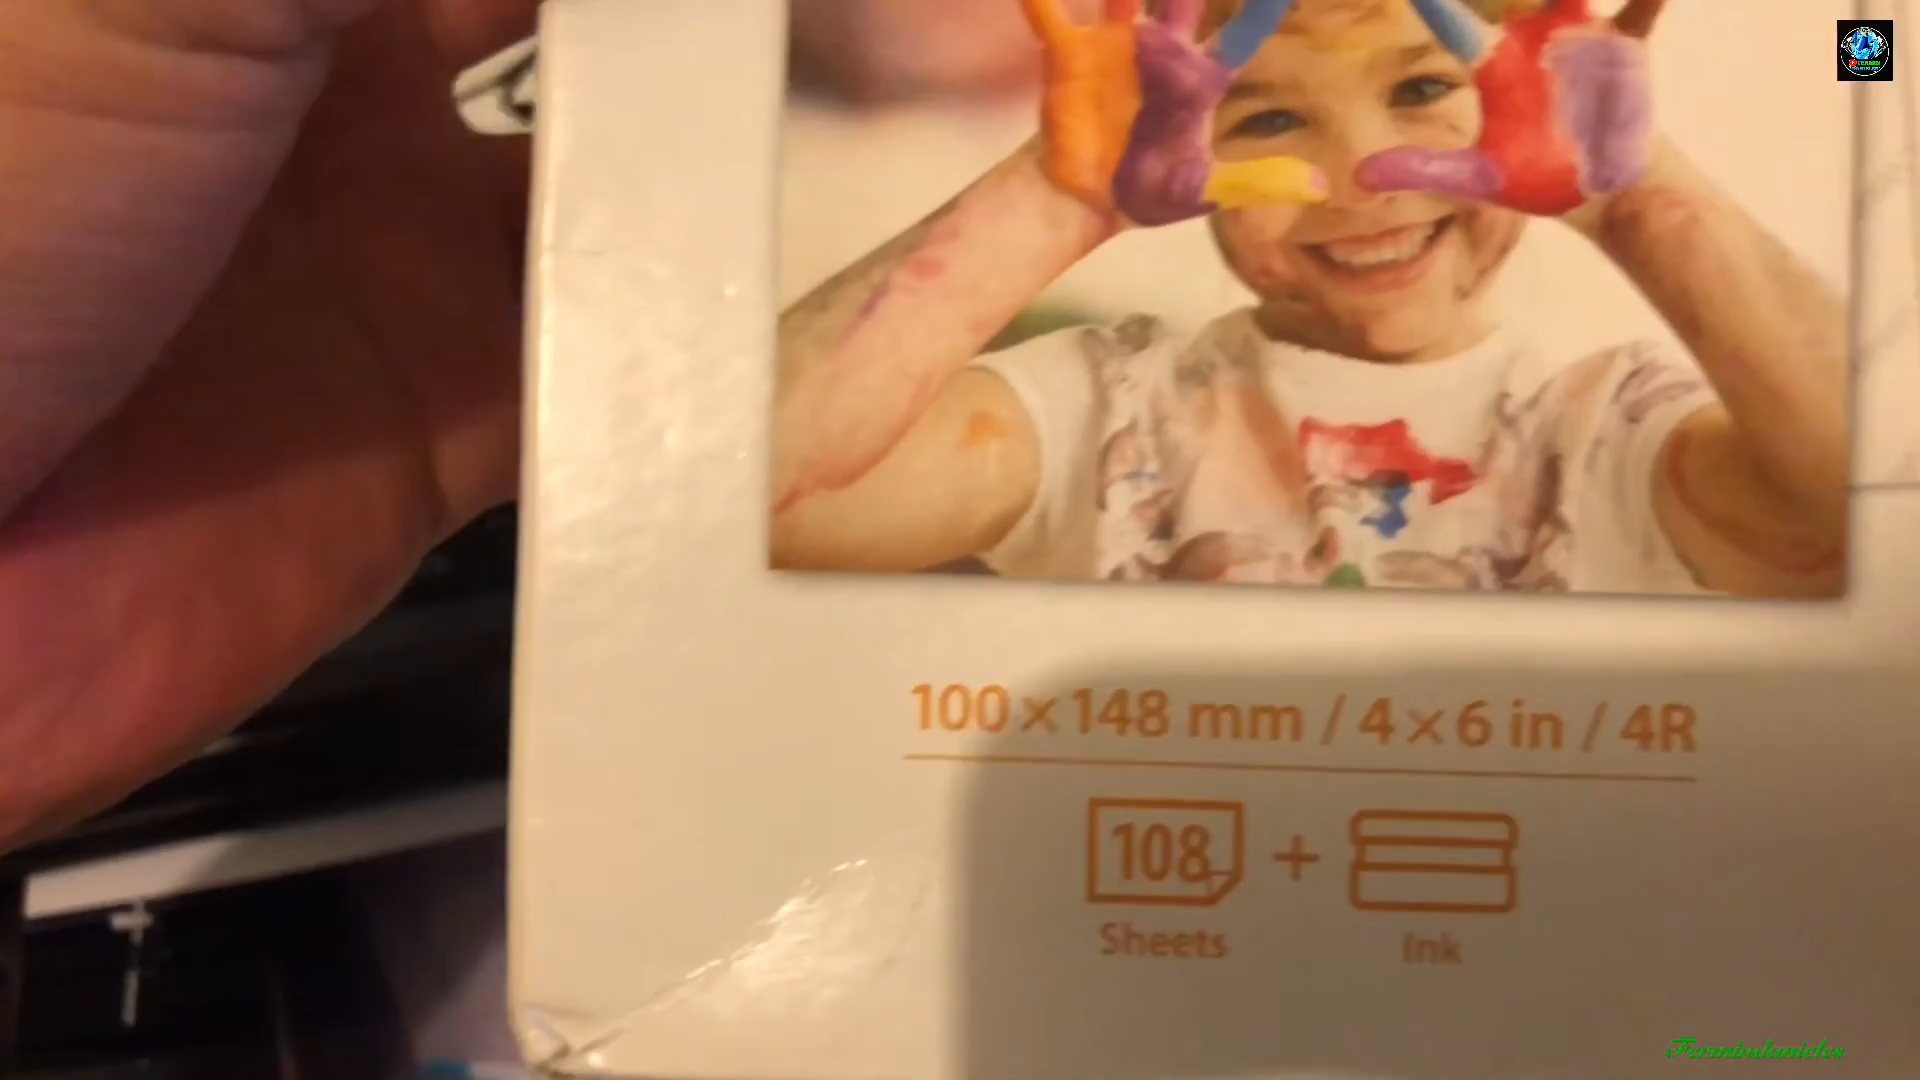 100 x 148 mm / 4 x 6 in / 4R
108 + 
Sheets Ink